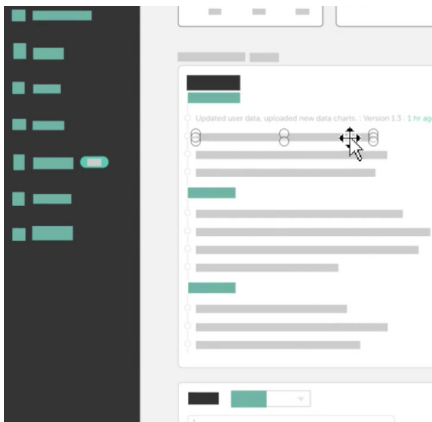 Updated user data, uploaded new data charts. : Version 1.3 : 1 hr ago